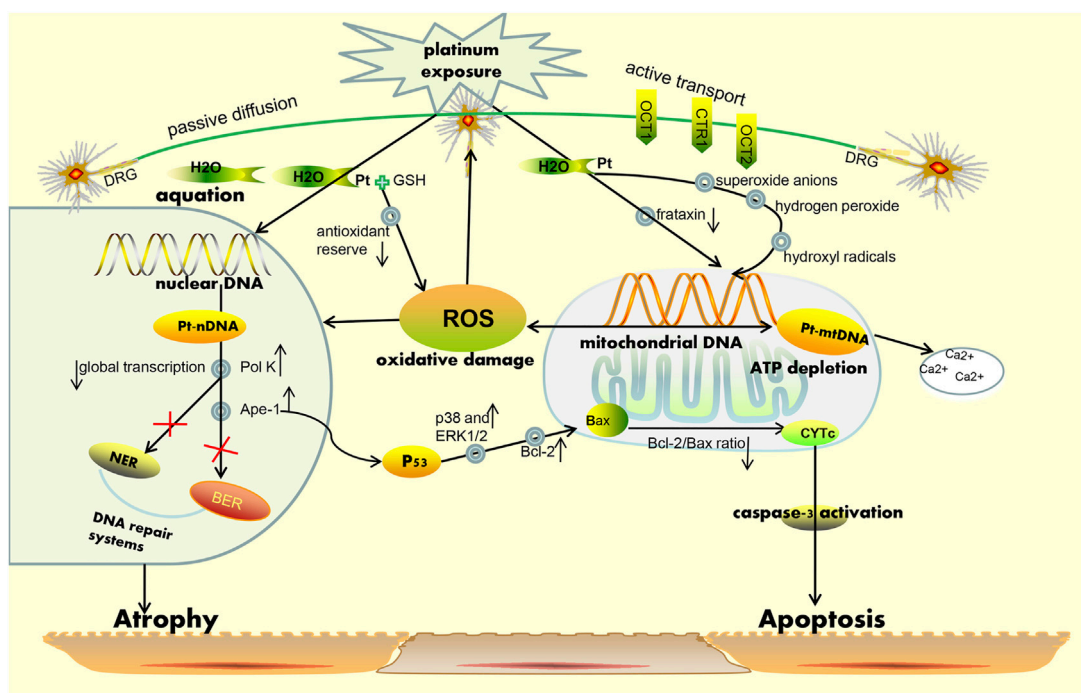 platinum
exposure
passive diffusion
active transport
OCT1
CTR1
OCT2
DRG
DRG
H2O
H2O
Pt
GSH
H2O
Pt
aquation
superoxide anions
hydrogen peroxide
hydroxyl radicals
frataxin
antioxidant
reserve
nuclear DNA
Pt-nDNA
global transcription
Pol K
Ape-1
NER
BER
DNA repair
systems
ROS
oxidative damage
mitochondrial DNA
Pt-mtDNA
ATP depletion
Ca2+
Ca2+
Ca2+
p38 and
ERK1/2
P53
Bcl-2
Bax
CYTc
Bcl-2/Bax ratio
caspase-3 activation
Atrophy
Apoptosis